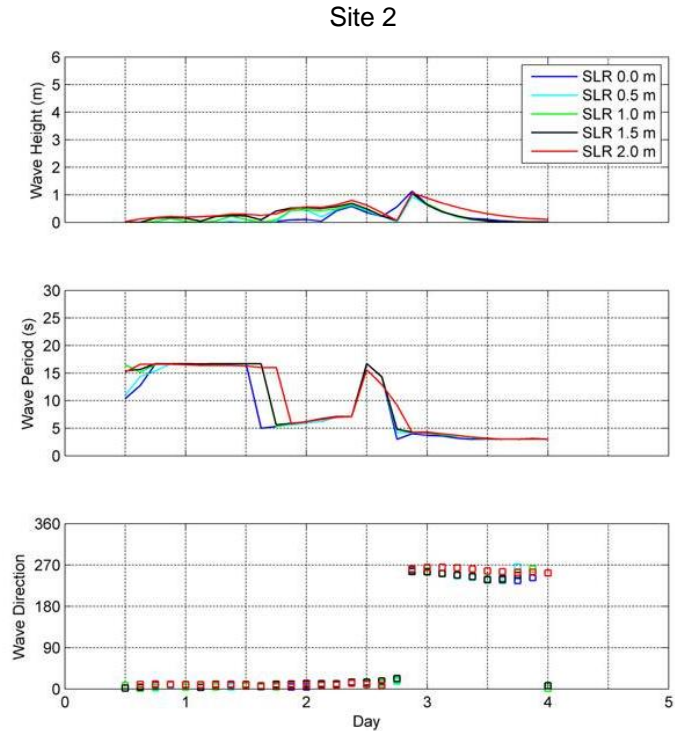 Site 2
Wave Height (m)
6
5
4
3
2
1
0
SLR 0.0 m
SLR 0.5 m
SLR 1.0 m
SLR 1.5 m
SLR 2.0 m
Wave Period (s)
30
25
20
15
10
5
0
Wave Direction
360
270
180
90
0
0 1 2 3 4 5
Day